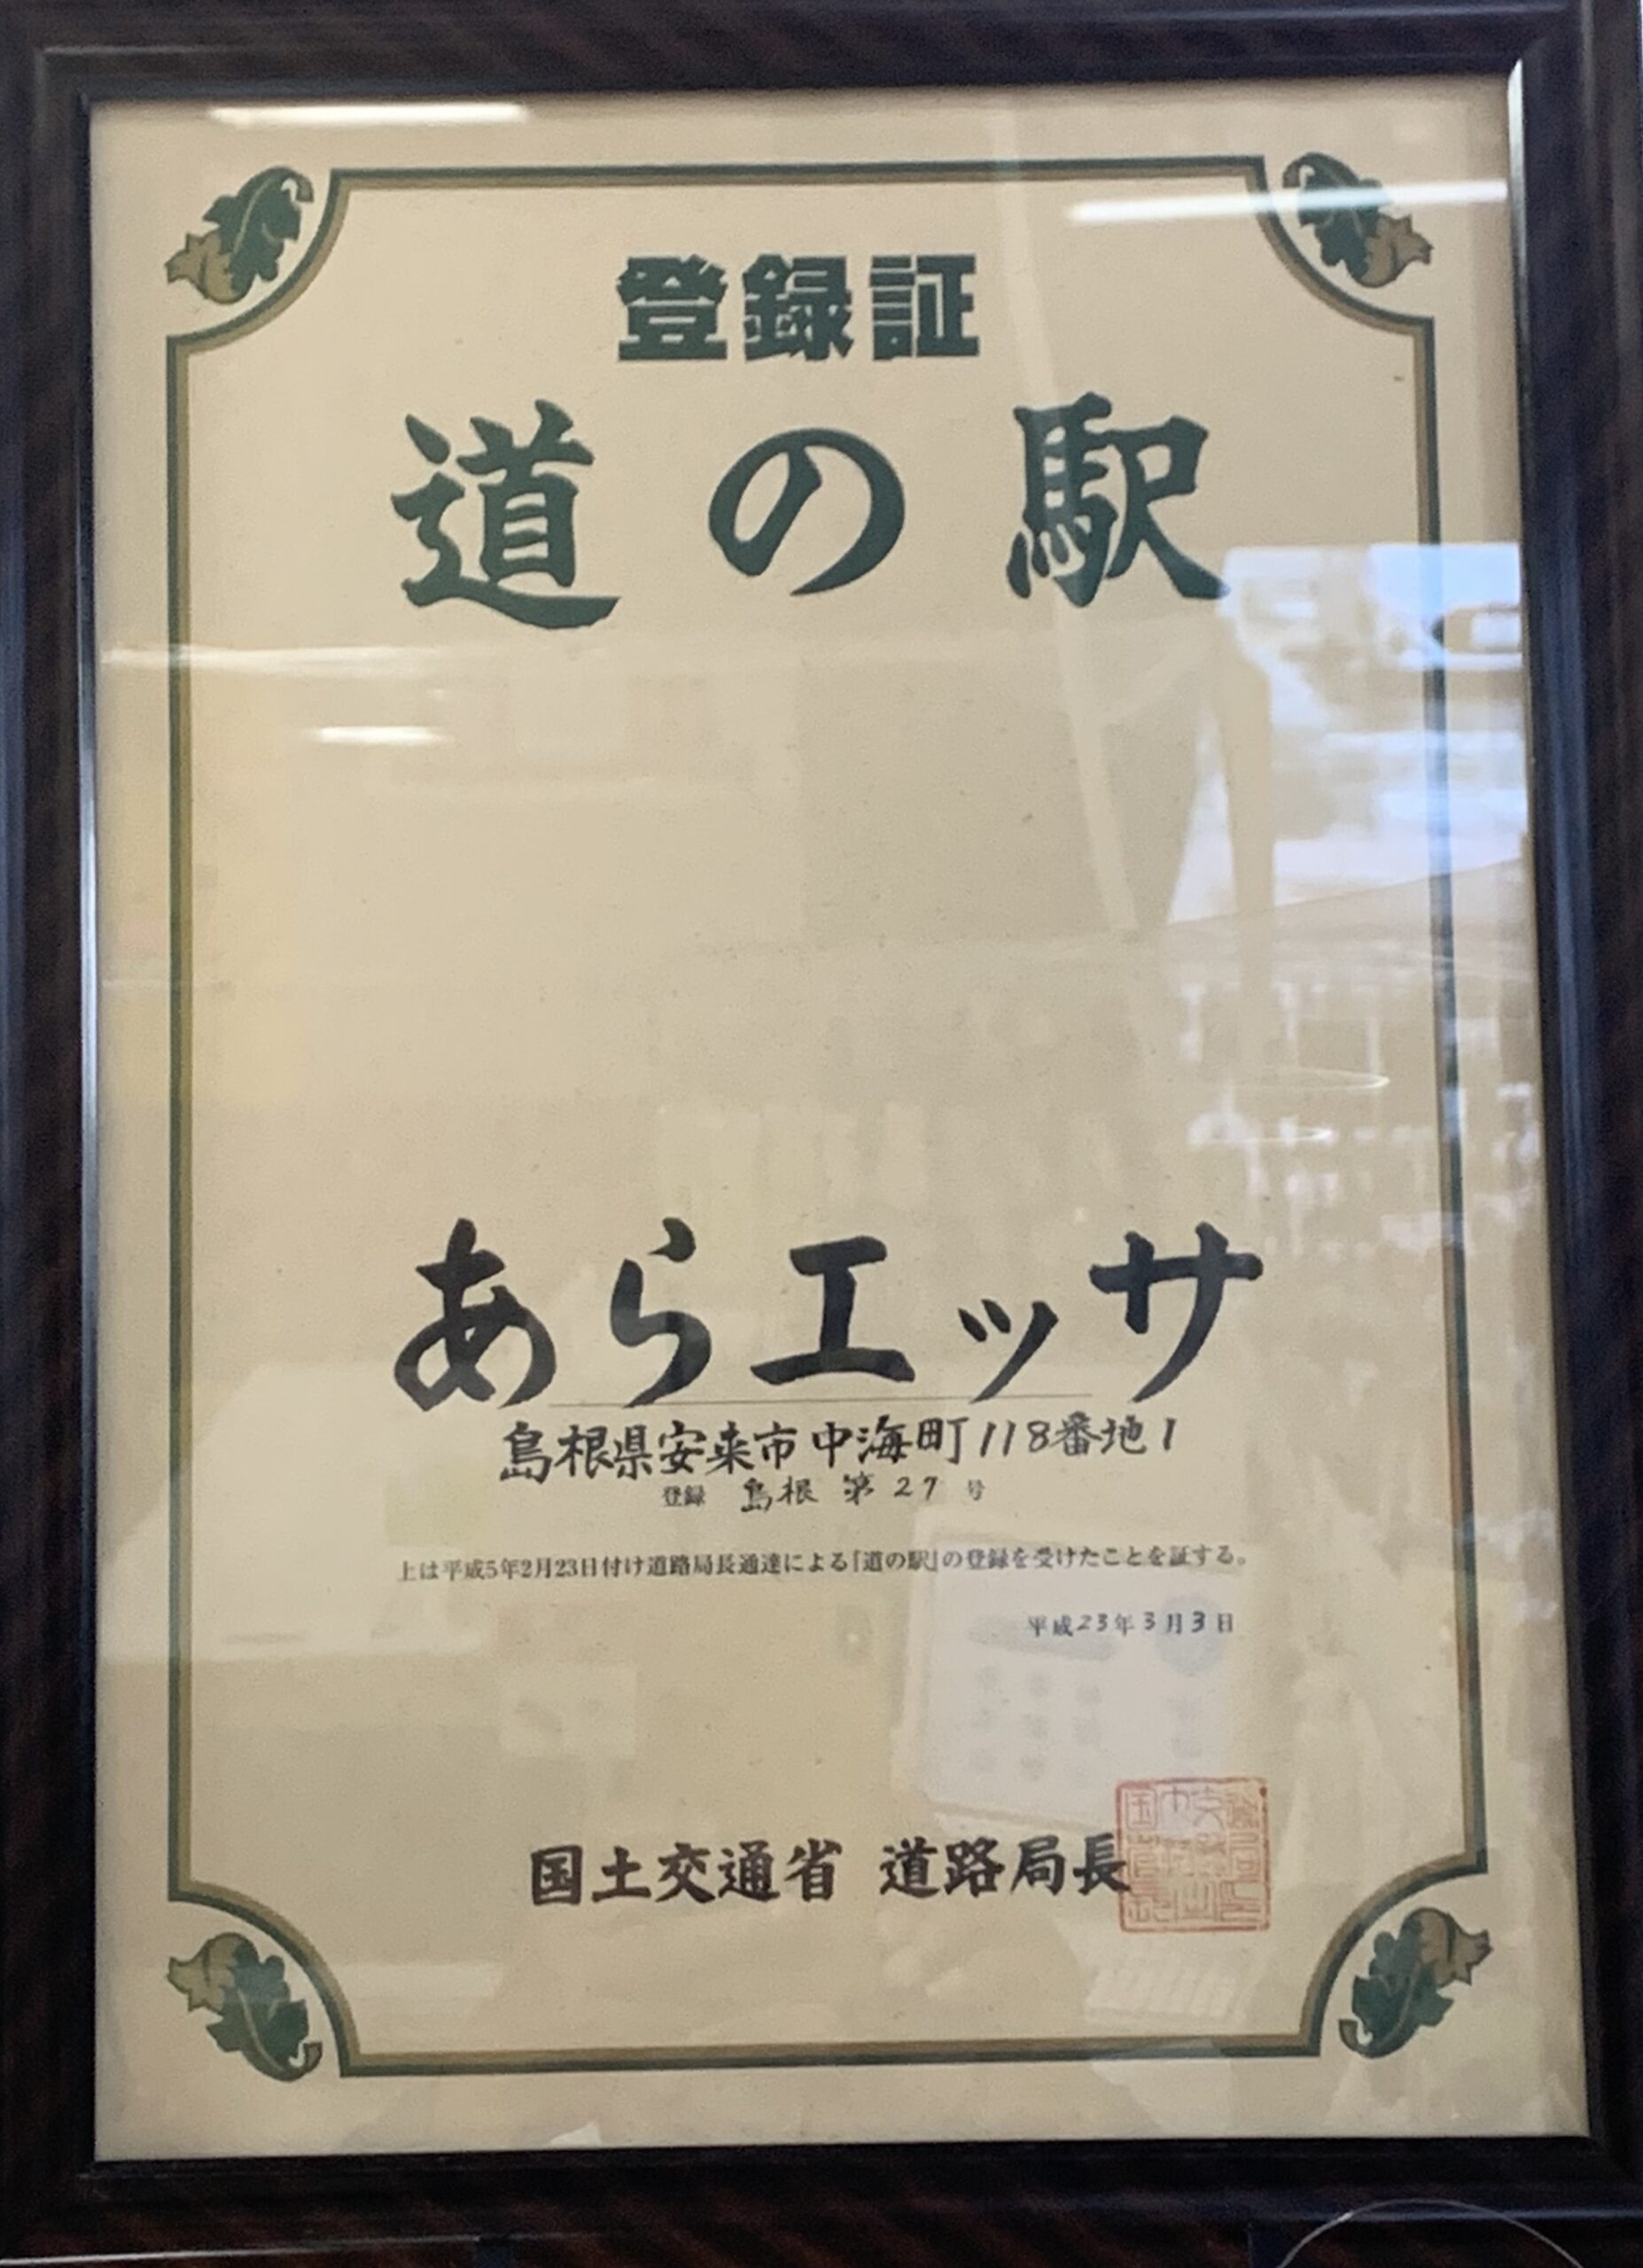 登録証
道の駅
あらエッサ
島根県安来市中海町118番地1
登録 島根 第27 号
上は平成5年2月23日付け道路局長通達による「道の駅」の登録を受けたことを証する。
平成23年3月3日
国土交通省 道路局長